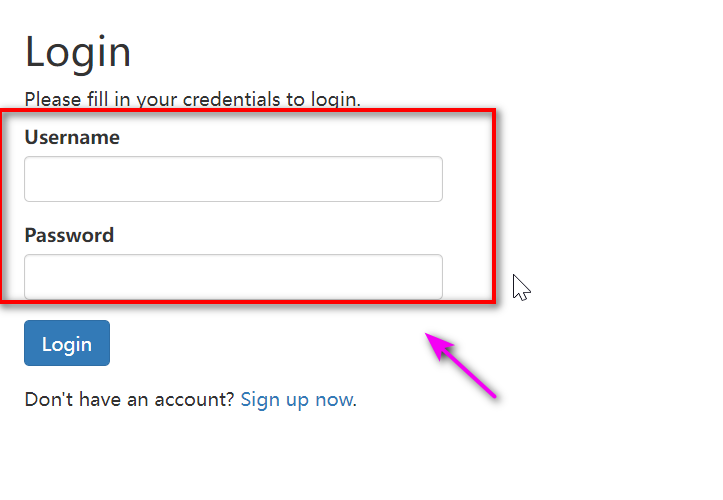 Login
Please fill in your credentials to login.
Username
Password
Login
Don't have an account? Sign up now.